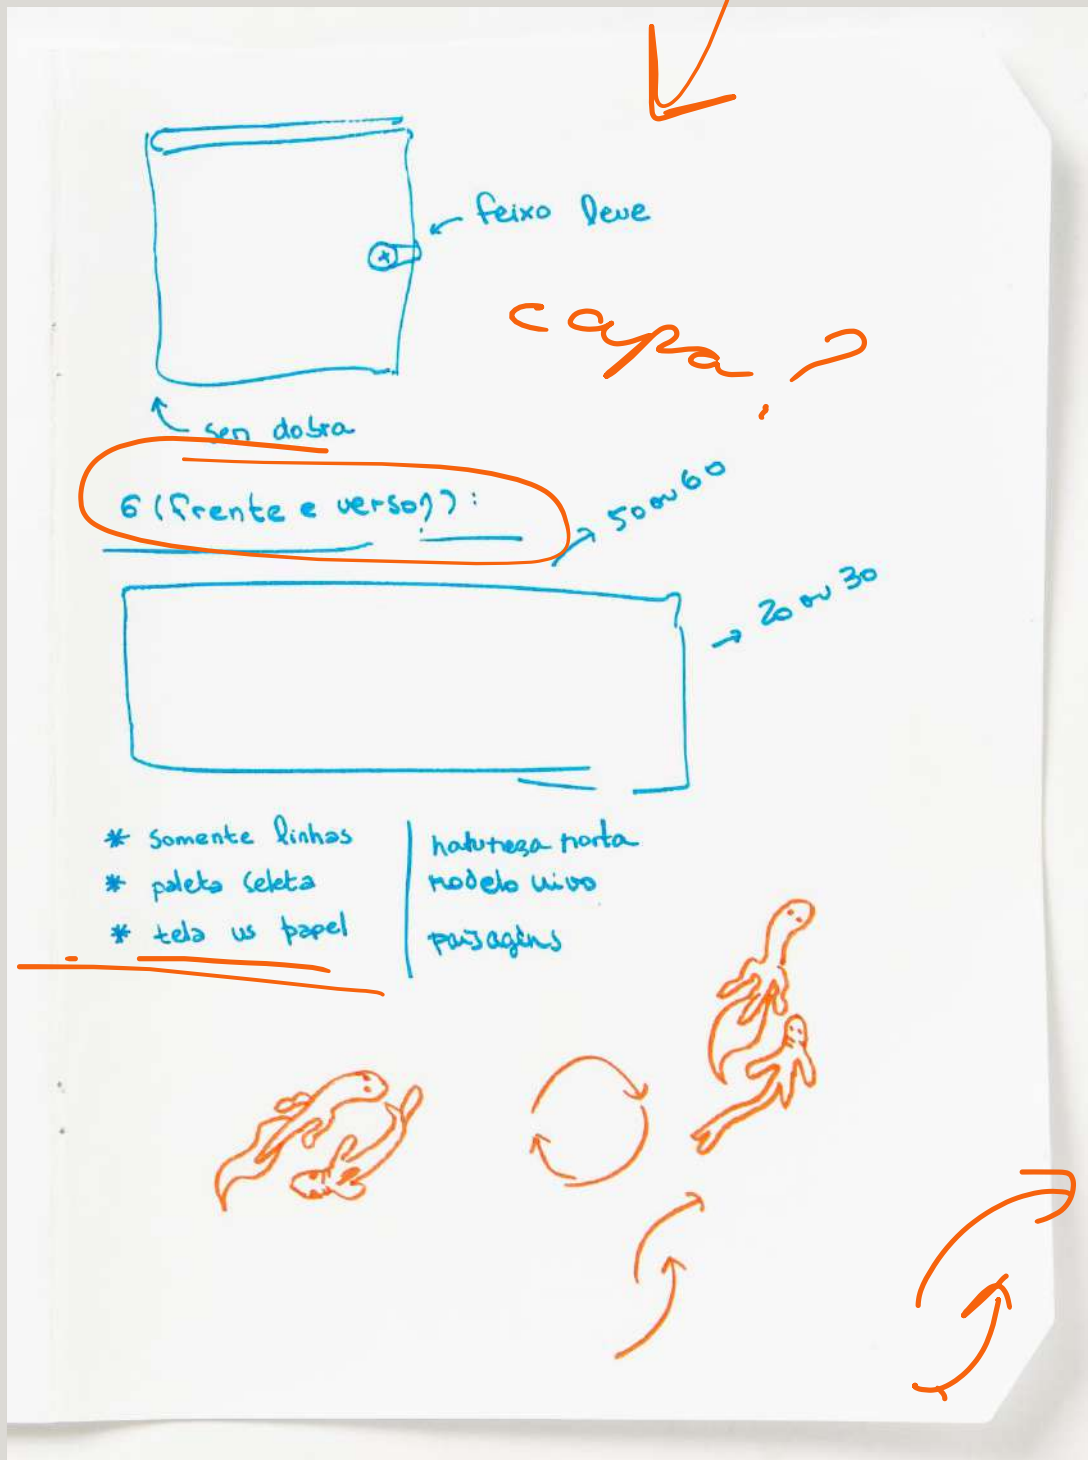 feixo leve
capa?
sem dobra
6 (frente e verso?):
50 ou 60
20 ou 30
* somente linhas
* paleta seleta
* tela vs papel
natureza morta
modelo vivo
paisagens